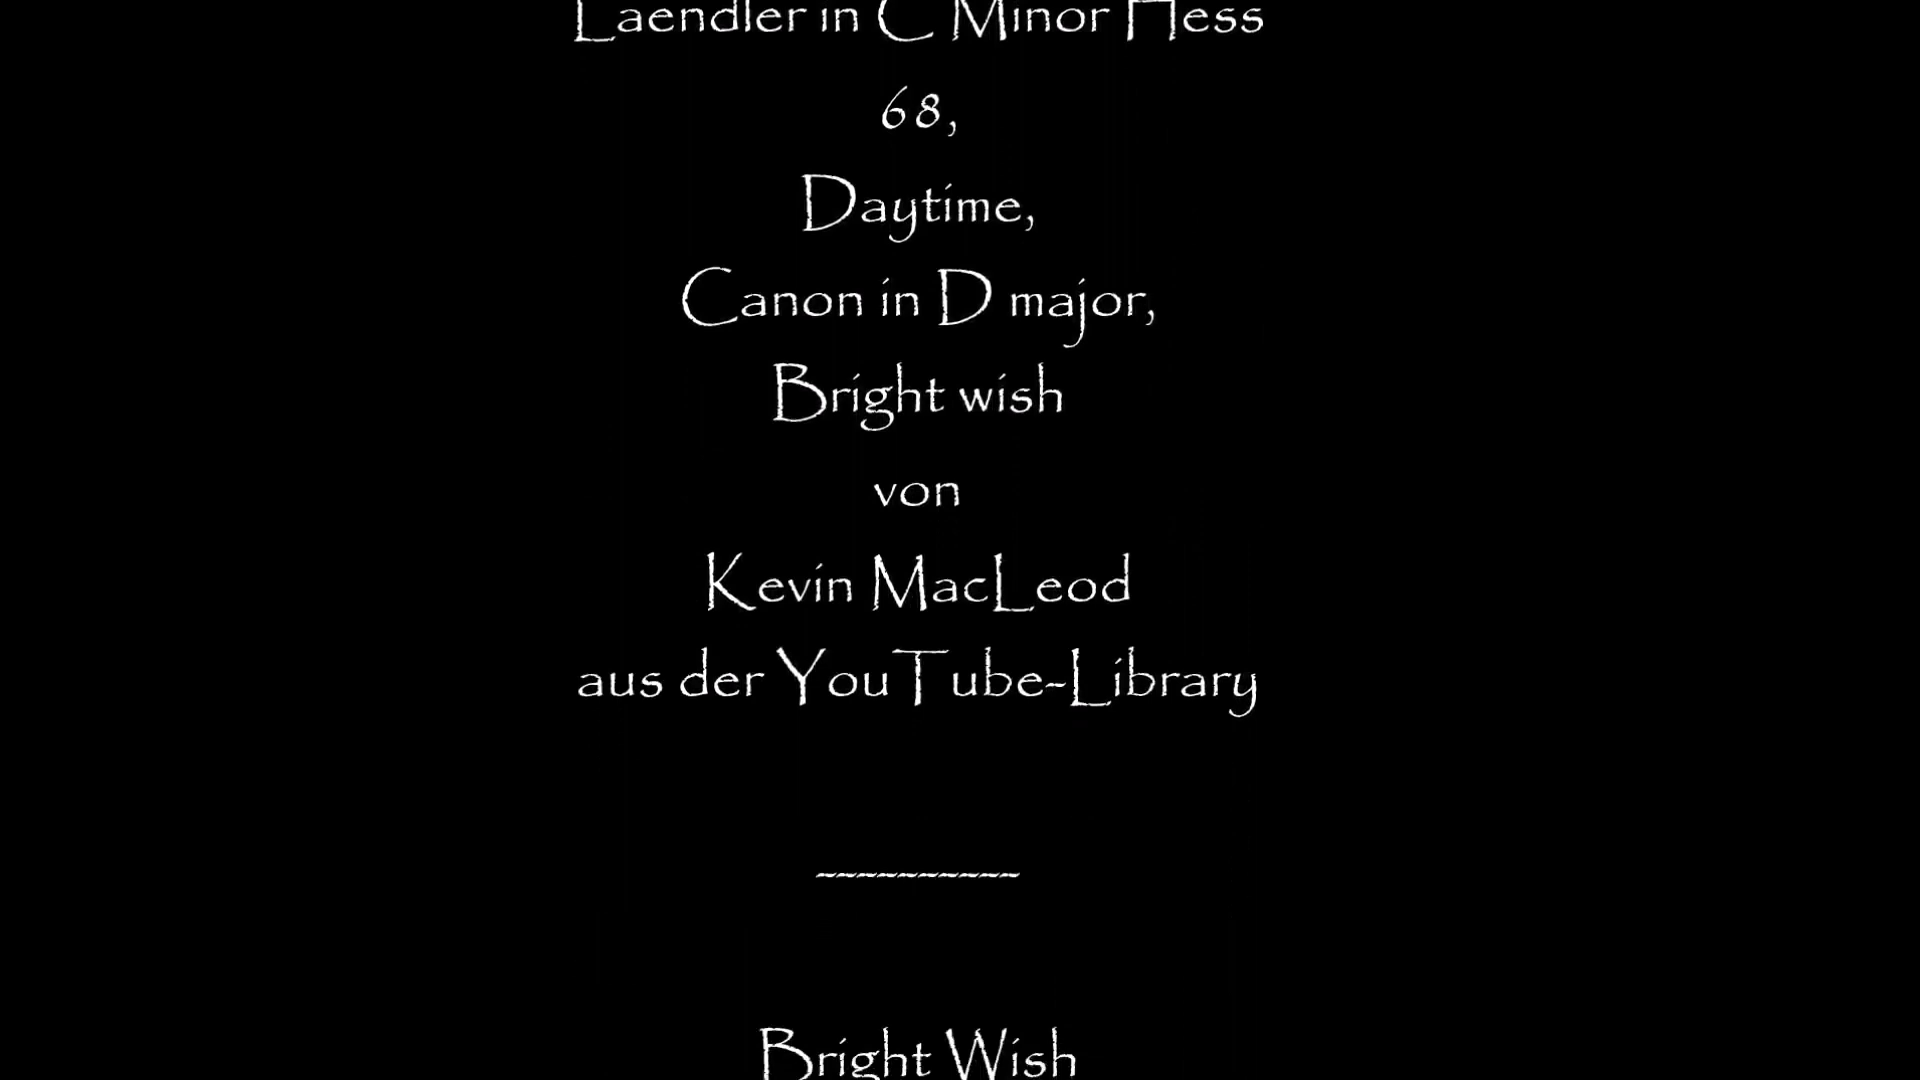 Laendler in C Minor Hess
68,
Daytime,
Canon in D major,
Bright wish
von
Kevin MacLeod
aus der YouTube-Library
~~~~~~~~~~
Bright Wish